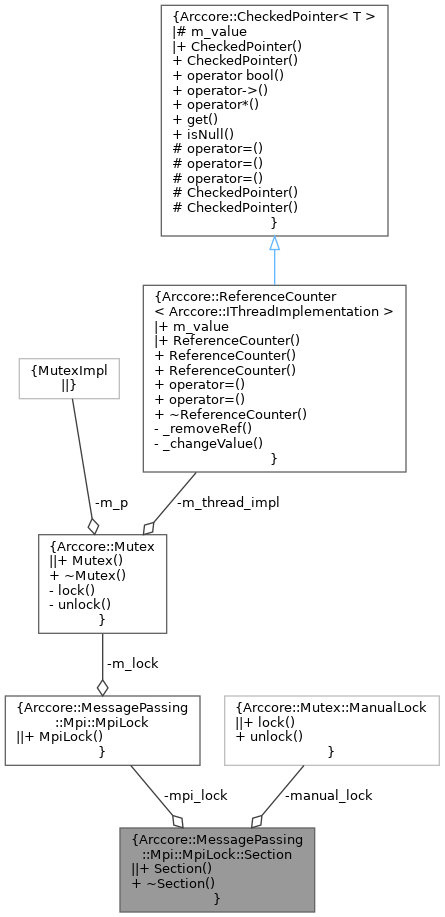 {Arccore::CheckedPointer< T >
|# m_value
|+ CheckedPointer()
+ CheckedPointer()
+ operator bool()
+ operator->()
+ operator*()
+ get()
+ isNull()
# operator=()
# operator=()
# operator=()
# CheckedPointer()
# CheckedPointer()
}
{Arccore::ReferenceCounter
< Arccore::IThreadImplementation >
|+ m_value
|+ ReferenceCounter()
+ ReferenceCounter()
+ ReferenceCounter()
+ operator=()
+ operator=()
+ ~ReferenceCounter()
- _removeRef()
- _changeValue()
}
{MutexImpl
||}
-m_p
-m_thread_impl
{Arccore::Mutex
||+ Mutex()
+ ~Mutex()
- lock()
- unlock()
}
-m_lock
{Arccore::MessagePassing
::Mpi::MpiLock
||+ MpiLock()
}
{Arccore::Mutex::ManualLock
||+ lock()
+ unlock()
}
-mpi_lock
-manual_lock
{Arccore::MessagePassing
::Mpi::MpiLock::Section
||+ Section()
+ ~Section()
}